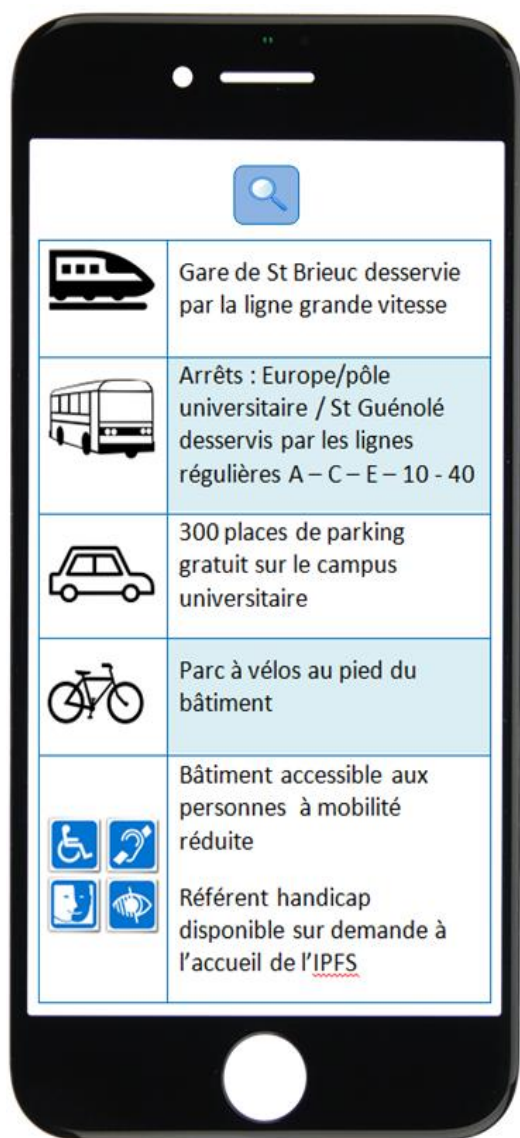 Gare de St Brieuc desservie
par la ligne grande vitesse
Arrêts : Europe/pôle
universitaire / St Guénolé
desservis par les lignes
régulières A – C – E – 10 - 40
300 places de parking
gratuit sur le campus
universitaire
Parc à vélos au pied du
bâtiment
Bâtiment accessible aux
personnes à mobilité
réduite
Référent handicap
disponible sur demande à
l’accueil de l’IPFS